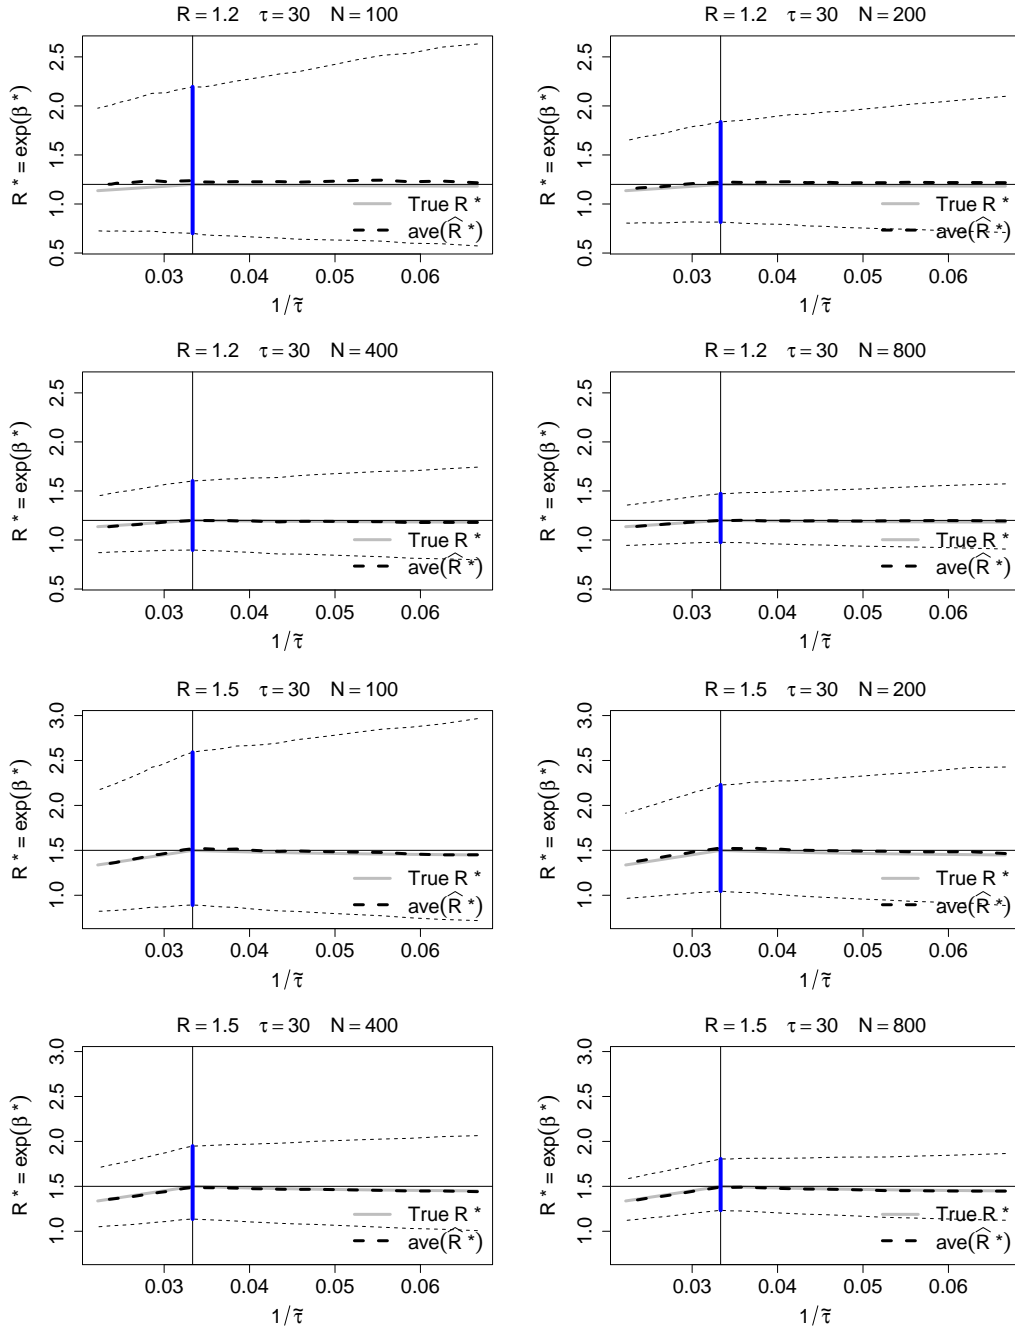 R = 1.2 τ = 30 N = 100
R * = exp(β *)
2.5
2.0
1.5
1.0
0.5
True R *
ave(R̂ *)
0.03 0.04 0.05 0.06
1/τ̃
R = 1.2 τ = 30 N = 200
R * = exp(β *)
2.5
2.0
1.5
1.0
0.5
True R *
ave(R̂ *)
0.03 0.04 0.05 0.06
1/τ̃
R = 1.2 τ = 30 N = 400
R * = exp(β *)
2.5
2.0
1.5
1.0
0.5
True R *
ave(R̂ *)
0.03 0.04 0.05 0.06
1/τ̃
R = 1.2 τ = 30 N = 800
R * = exp(β *)
2.5
2.0
1.5
1.0
0.5
True R *
ave(R̂ *)
0.03 0.04 0.05 0.06
1/τ̃
R = 1.5 τ = 30 N = 100
R * = exp(β *)
3.0
2.5
2.0
1.5
1.0
True R *
ave(R̂ *)
0.03 0.04 0.05 0.06
1/τ̃
R = 1.5 τ = 30 N = 200
R * = exp(β *)
3.0
2.5
2.0
1.5
1.0
True R *
ave(R̂ *)
0.03 0.04 0.05 0.06
1/τ̃
R = 1.5 τ = 30 N = 400
R * = exp(β *)
3.0
2.5
2.0
1.5
1.0
True R *
ave(R̂ *)
0.03 0.04 0.05 0.06
1/τ̃
R = 1.5 τ = 30 N = 800
R * = exp(β *)
3.0
2.5
2.0
1.5
1.0
True R *
ave(R̂ *)
0.03 0.04 0.05 0.06
1/τ̃